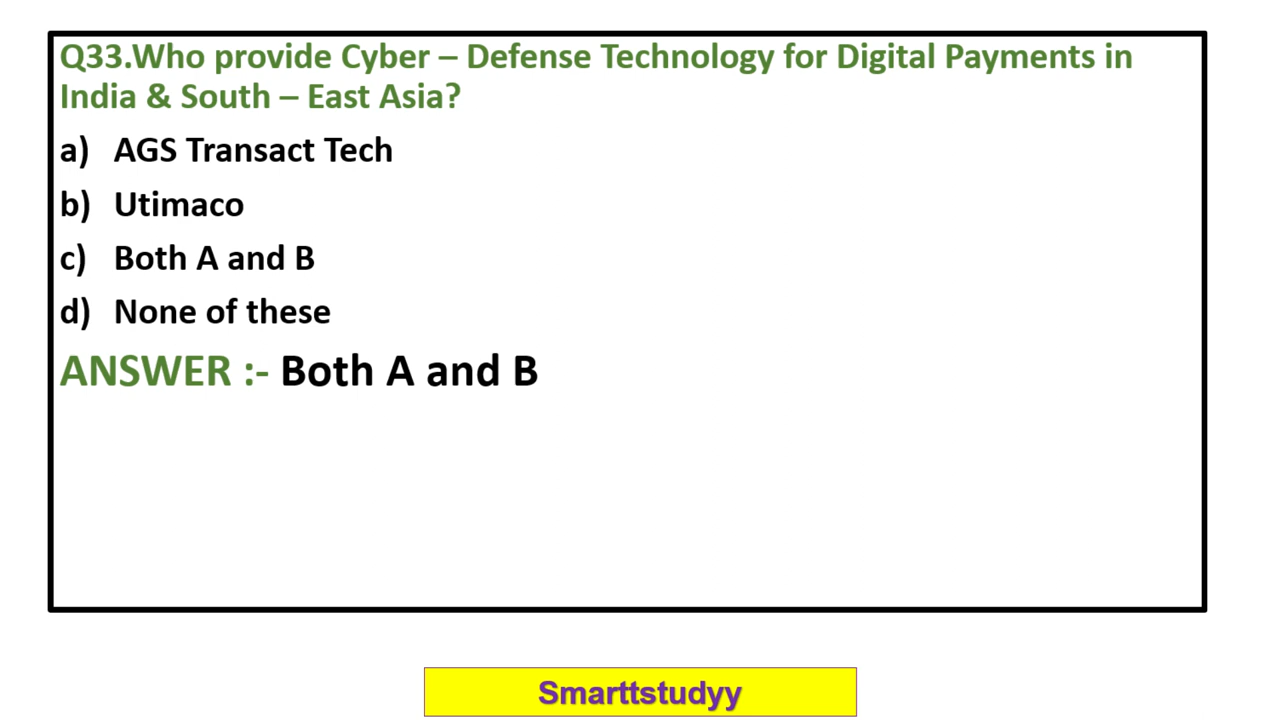 Q33.Who provide Cyber – Defense Technology for Digital Payments in
India & South – East Asia?
a) AGS Transact Tech
b) Utimaco
c) Both A and B
d) None of these
ANSWER :- Both A and B
Smarttstudyy